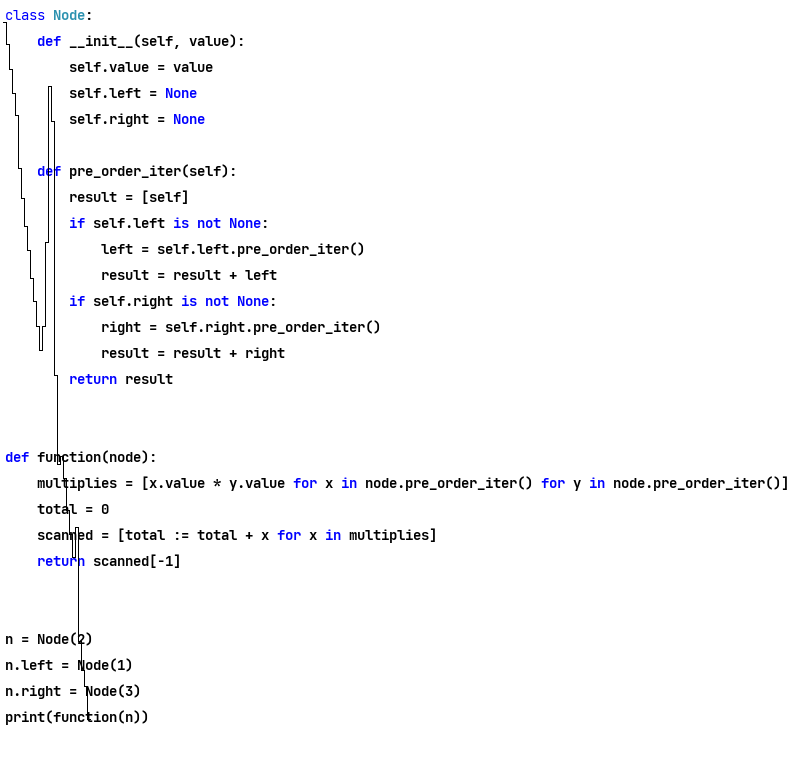 class Node:
    def __init__(self, value):
        self.value = value
        self.left = None
        self.right = None
    def pre_order_iter(self):
        result = [self]
        if self.left is not None:
            left = self.left.pre_order_iter()
            result = result + left
        if self.right is not None:
            right = self.right.pre_order_iter()
            result = result + right
        return result
def function(node):
    multiplies = [x.value * y.value for x in node.pre_order_iter() for y in node.pre_order_iter()]
    total = 0
    scanned = [total := total + x for x in multiplies]
    return scanned[-1]
n = Node(2)
n.left = Node(1)
n.right = Node(3)
print(function(n))